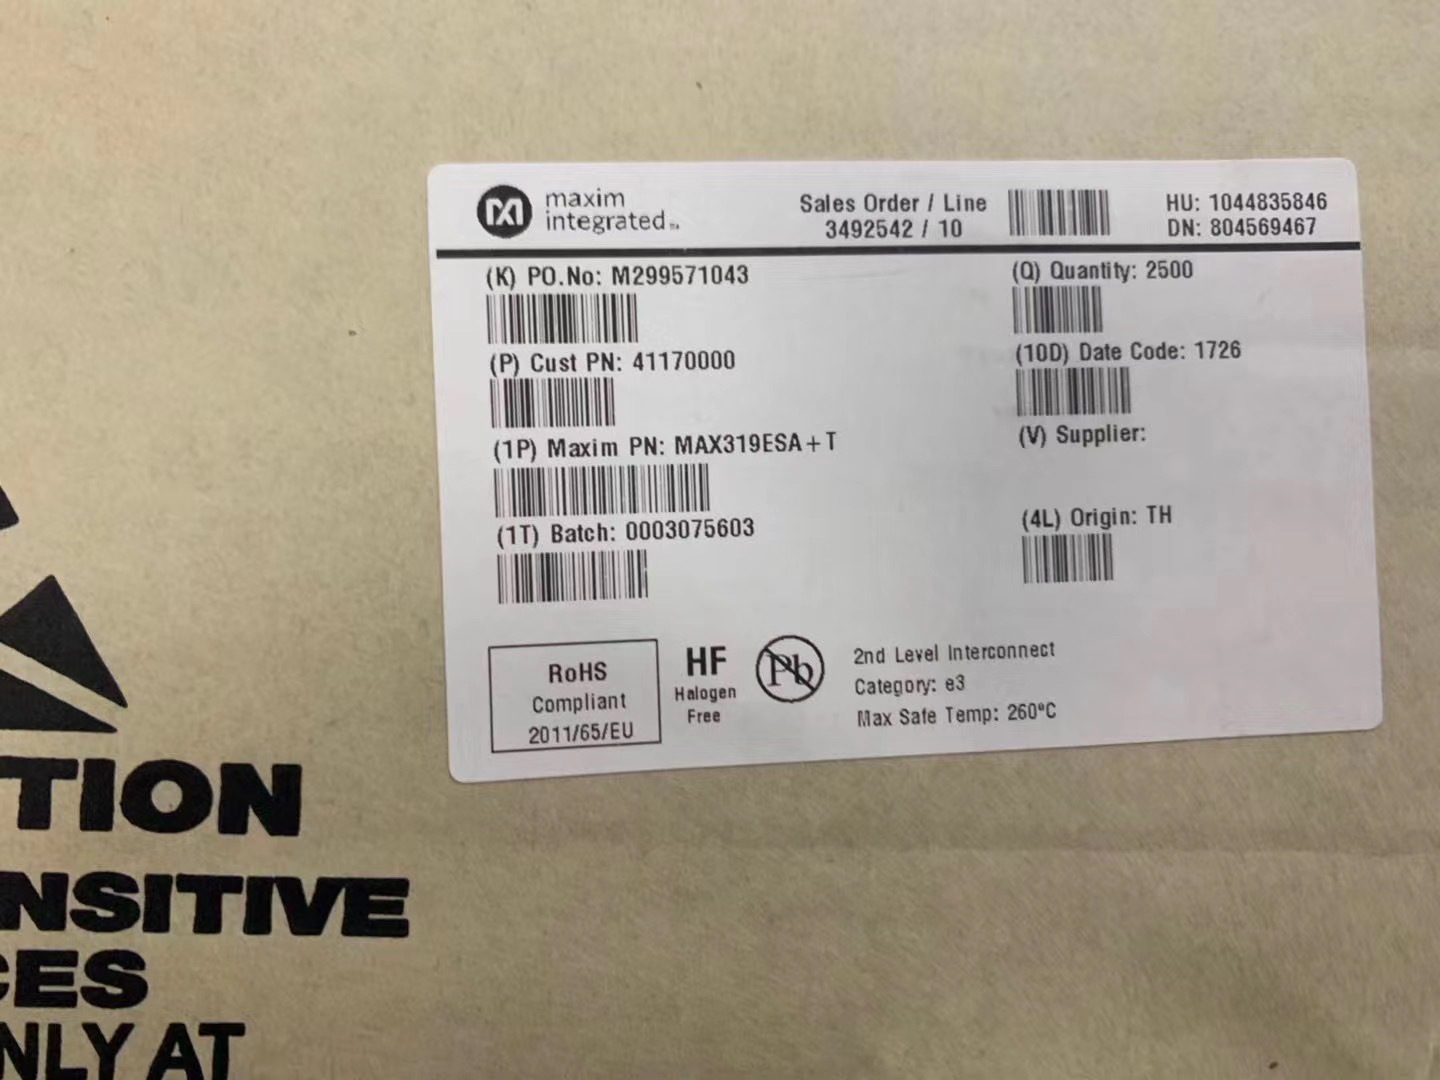 maxim
integrated™
Sales Order / Line
3492542 / 10
HU: 1044835846
DN: 804569467
(K) PO.No: M299571043
(Q) Quantity: 2500
(P) Cust PN: 41170000
(10D) Date Code: 1726
(1P) Maxim PN: MAX319ESA+T
(V) Supplier:
(1T) Batch: 0003075603
(4L) Origin: TH
RoHS
Compliant
2011/65/EU
HF
Halogen
Free
Pb
2nd Level Interconnect
Category: e3
Max Safe Temp: 260°C
TION
NSITIVE
CES
NLY AT